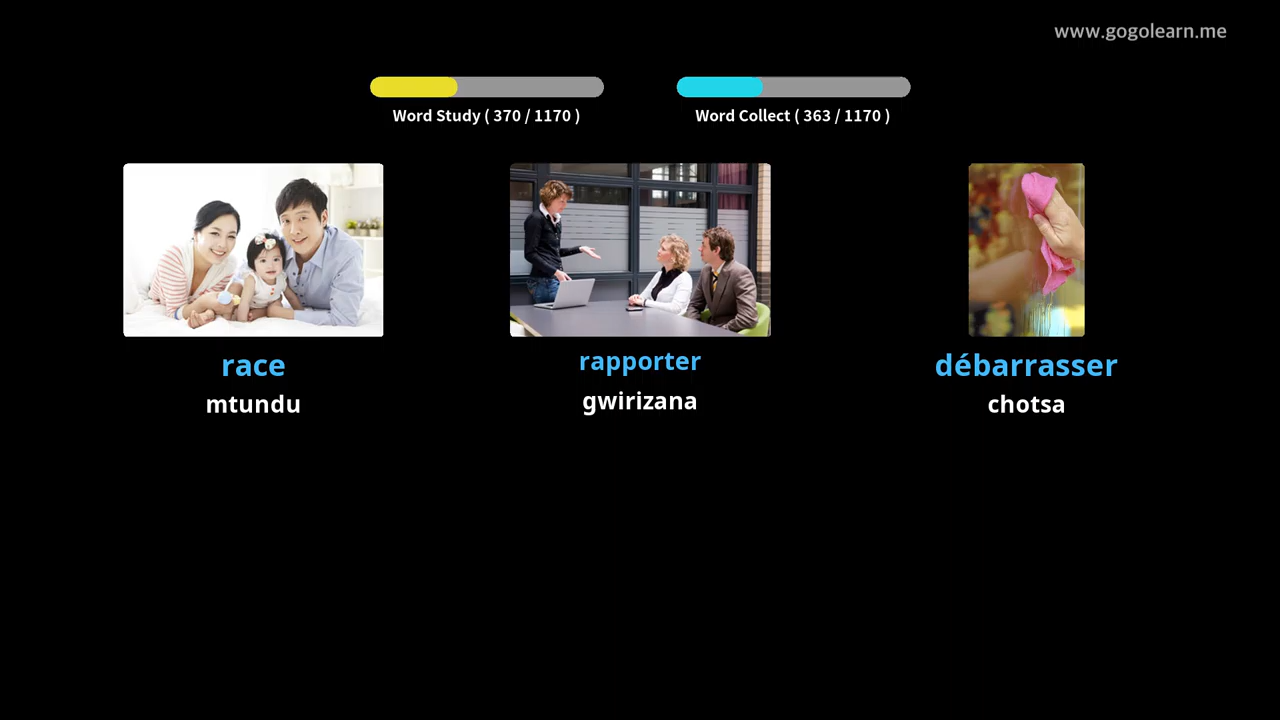 www.gogolearn.me
Word Study ( 370 / 1170 )
Word Collect ( 363 / 1170 )
race
mtundu
rapporter
gwirizana
débarrasser
chotsa